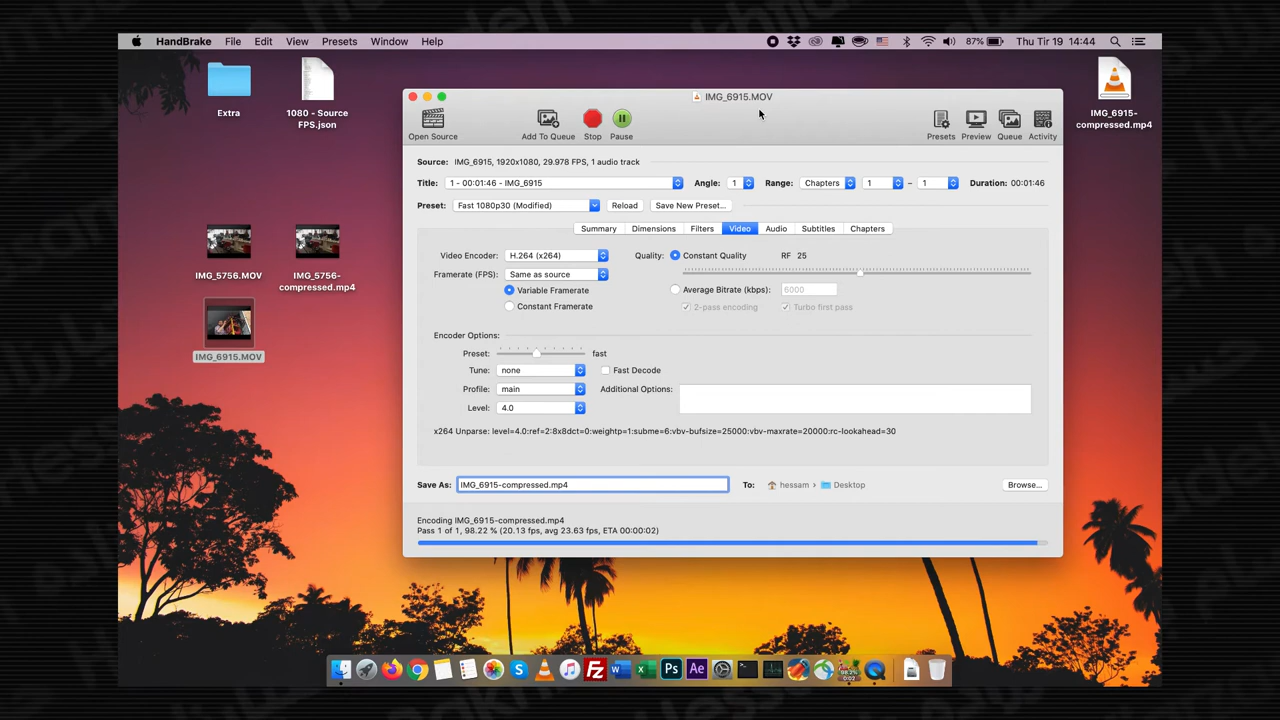 HandBrake File Edit View Presets Window Help 87% Thu Tir 19 14:44
Extra
1080 - Source
FPS.json
IMG_5756.MOV
IMG_5756-
compressed.mp4
IMG_6915.MOV
IMG_6915-
compressed.mp4
IMG_6915.MOV
Open Source Add To Queue Stop Pause Presets Preview Queue Activity
Source: IMG_6915, 1920x1080, 29.978 FPS, 1 audio track
Title: 1 - 00:01:46 - IMG_6915 Angle: 1 Range: Chapters 1 – 1 Duration: 00:01:46
Preset: Fast 1080p30 (Modified) Reload Save New Preset...
Summary Dimensions Filters Video Audio Subtitles Chapters
Video Encoder: H.264 (x264) Quality: Constant Quality RF 25
Framerate (FPS): Same as source
Variable Framerate Average Bitrate (kbps): 6000
Constant Framerate 2-pass encoding Turbo first pass
Encoder Options:
Preset: fast
Tune: none Fast Decode
Profile: main Additional Options:
Level: 4.0
x264 Unparse: level=4.0:ref=2:8x8dct=0:weightp=1:subme=6:vbv-bufsize=25000:vbv-maxrate=20000:rc-lookahead=30
Save As: IMG_6915-compressed.mp4 To: hessam › Desktop Browse...
Encoding IMG_6915-compressed.mp4
Pass 1 of 1, 98.22 % (20.13 fps, avg 23.63 fps, ETA 00:00:02)
Ps Ae